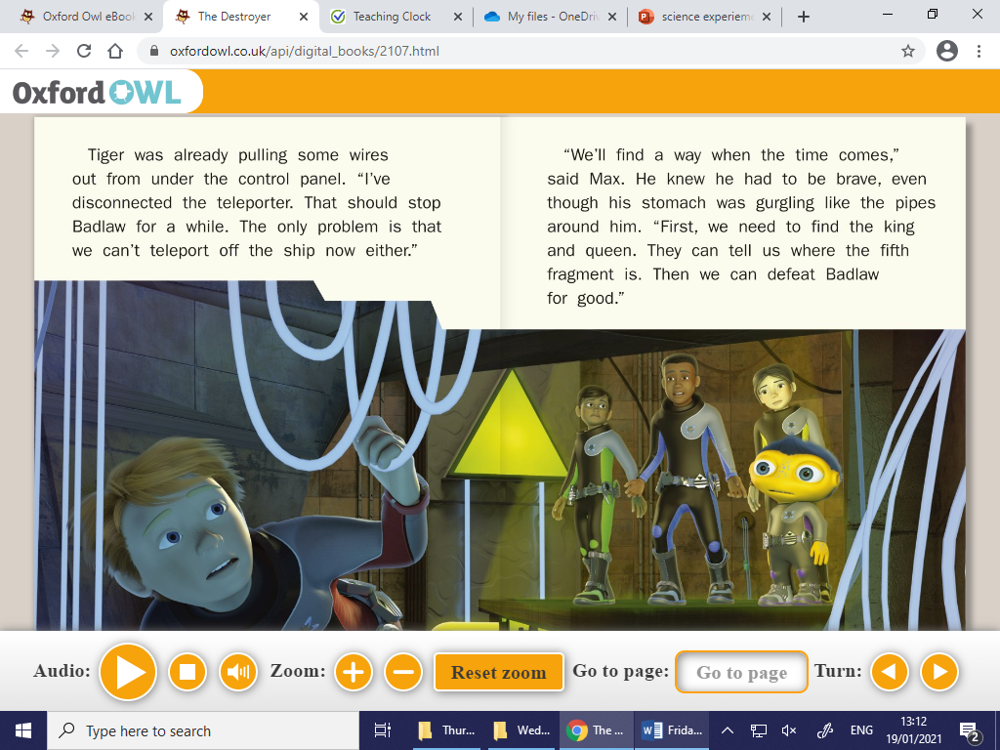 Oxford Owl eBoo
The Destroyer
Teaching Clock
My files - OneDri
science experieme
oxfordowl.co.uk/api/digital_books/2107.html
Oxford OWL
Tiger was already pulling some wires
out from under the control panel. “I’ve
disconnected the teleporter. That should stop
Badlaw for a while. The only problem is that
we can’t teleport off the ship now either.”
“We’ll find a way when the time comes,”
said Max. He knew he had to be brave, even
though his stomach was gurgling like the pipes
around him. “First, we need to find the king
and queen. They can tell us where the fifth
fragment is. Then we can defeat Badlaw
for good.”
Audio:
Zoom:
Reset zoom
Go to page:
Go to page
Turn:
Type here to search
Thur...
Wed...
The ...
Frida...
ENG
13:12
19/01/2021
2